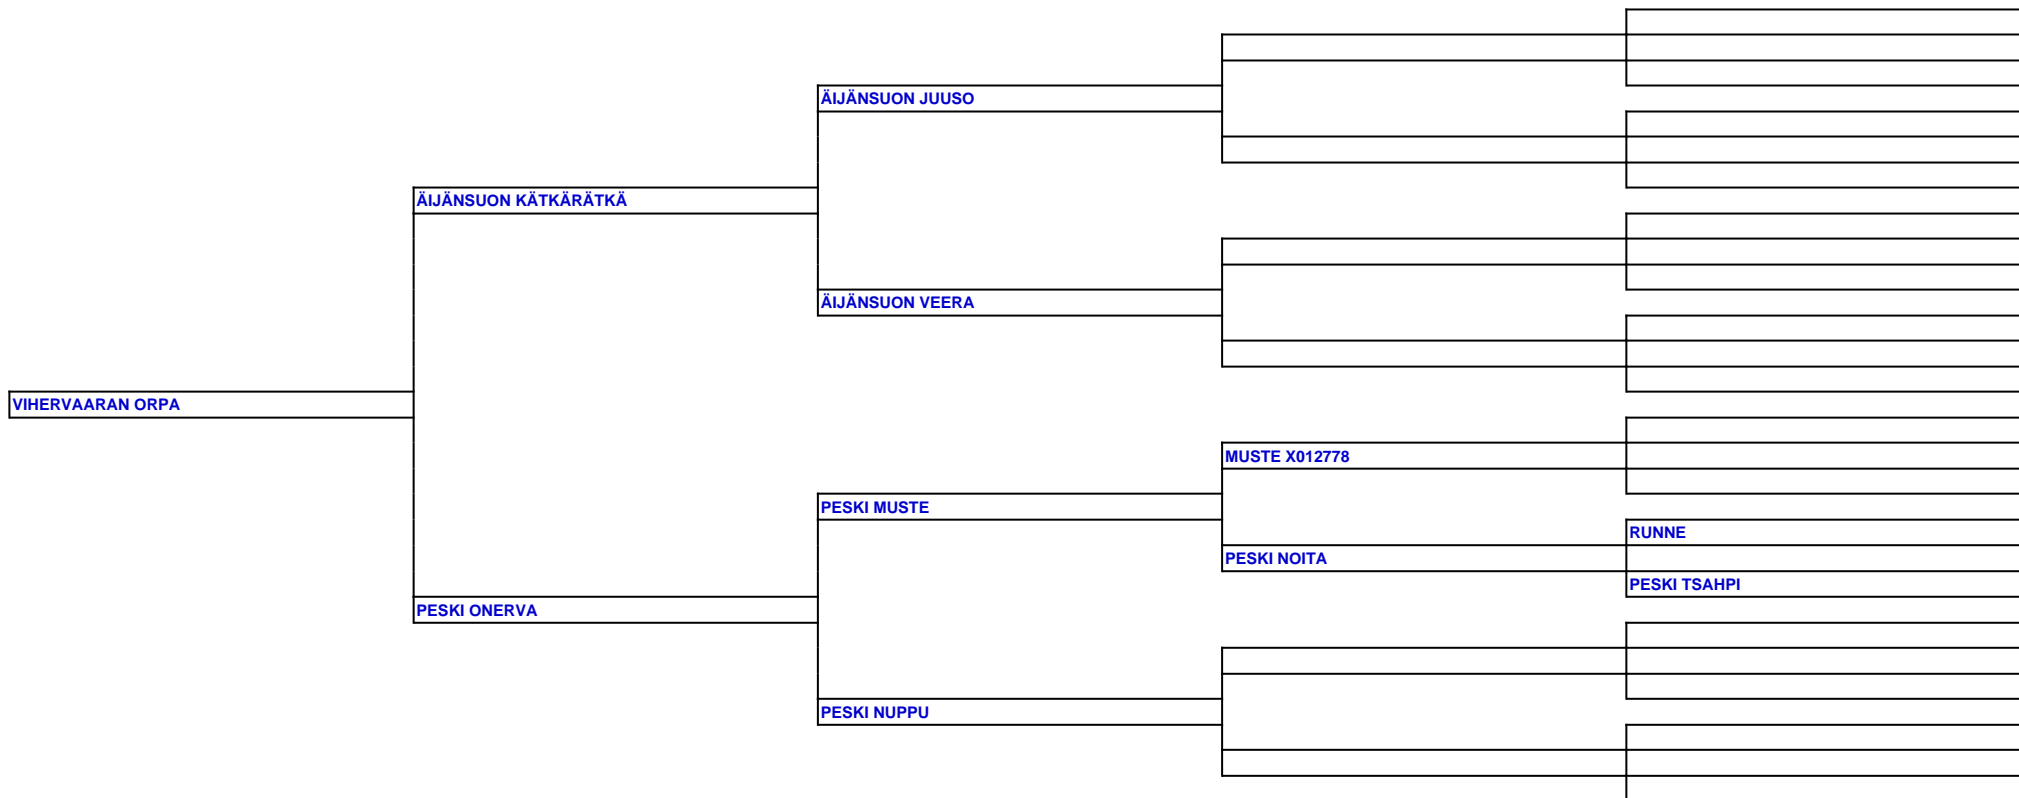 ÄIJÄNSUON JUUSO
ÄIJÄNSUON KÄTKÄRÄTKÄ
ÄIJÄNSUON VEERA
VIHERVAARAN ORPA
MUSTE X012778
PESKI MUSTE
RUNNE
PESKI NOITA
PESKI TSAHPI
PESKI ONERVA
PESKI NUPPU